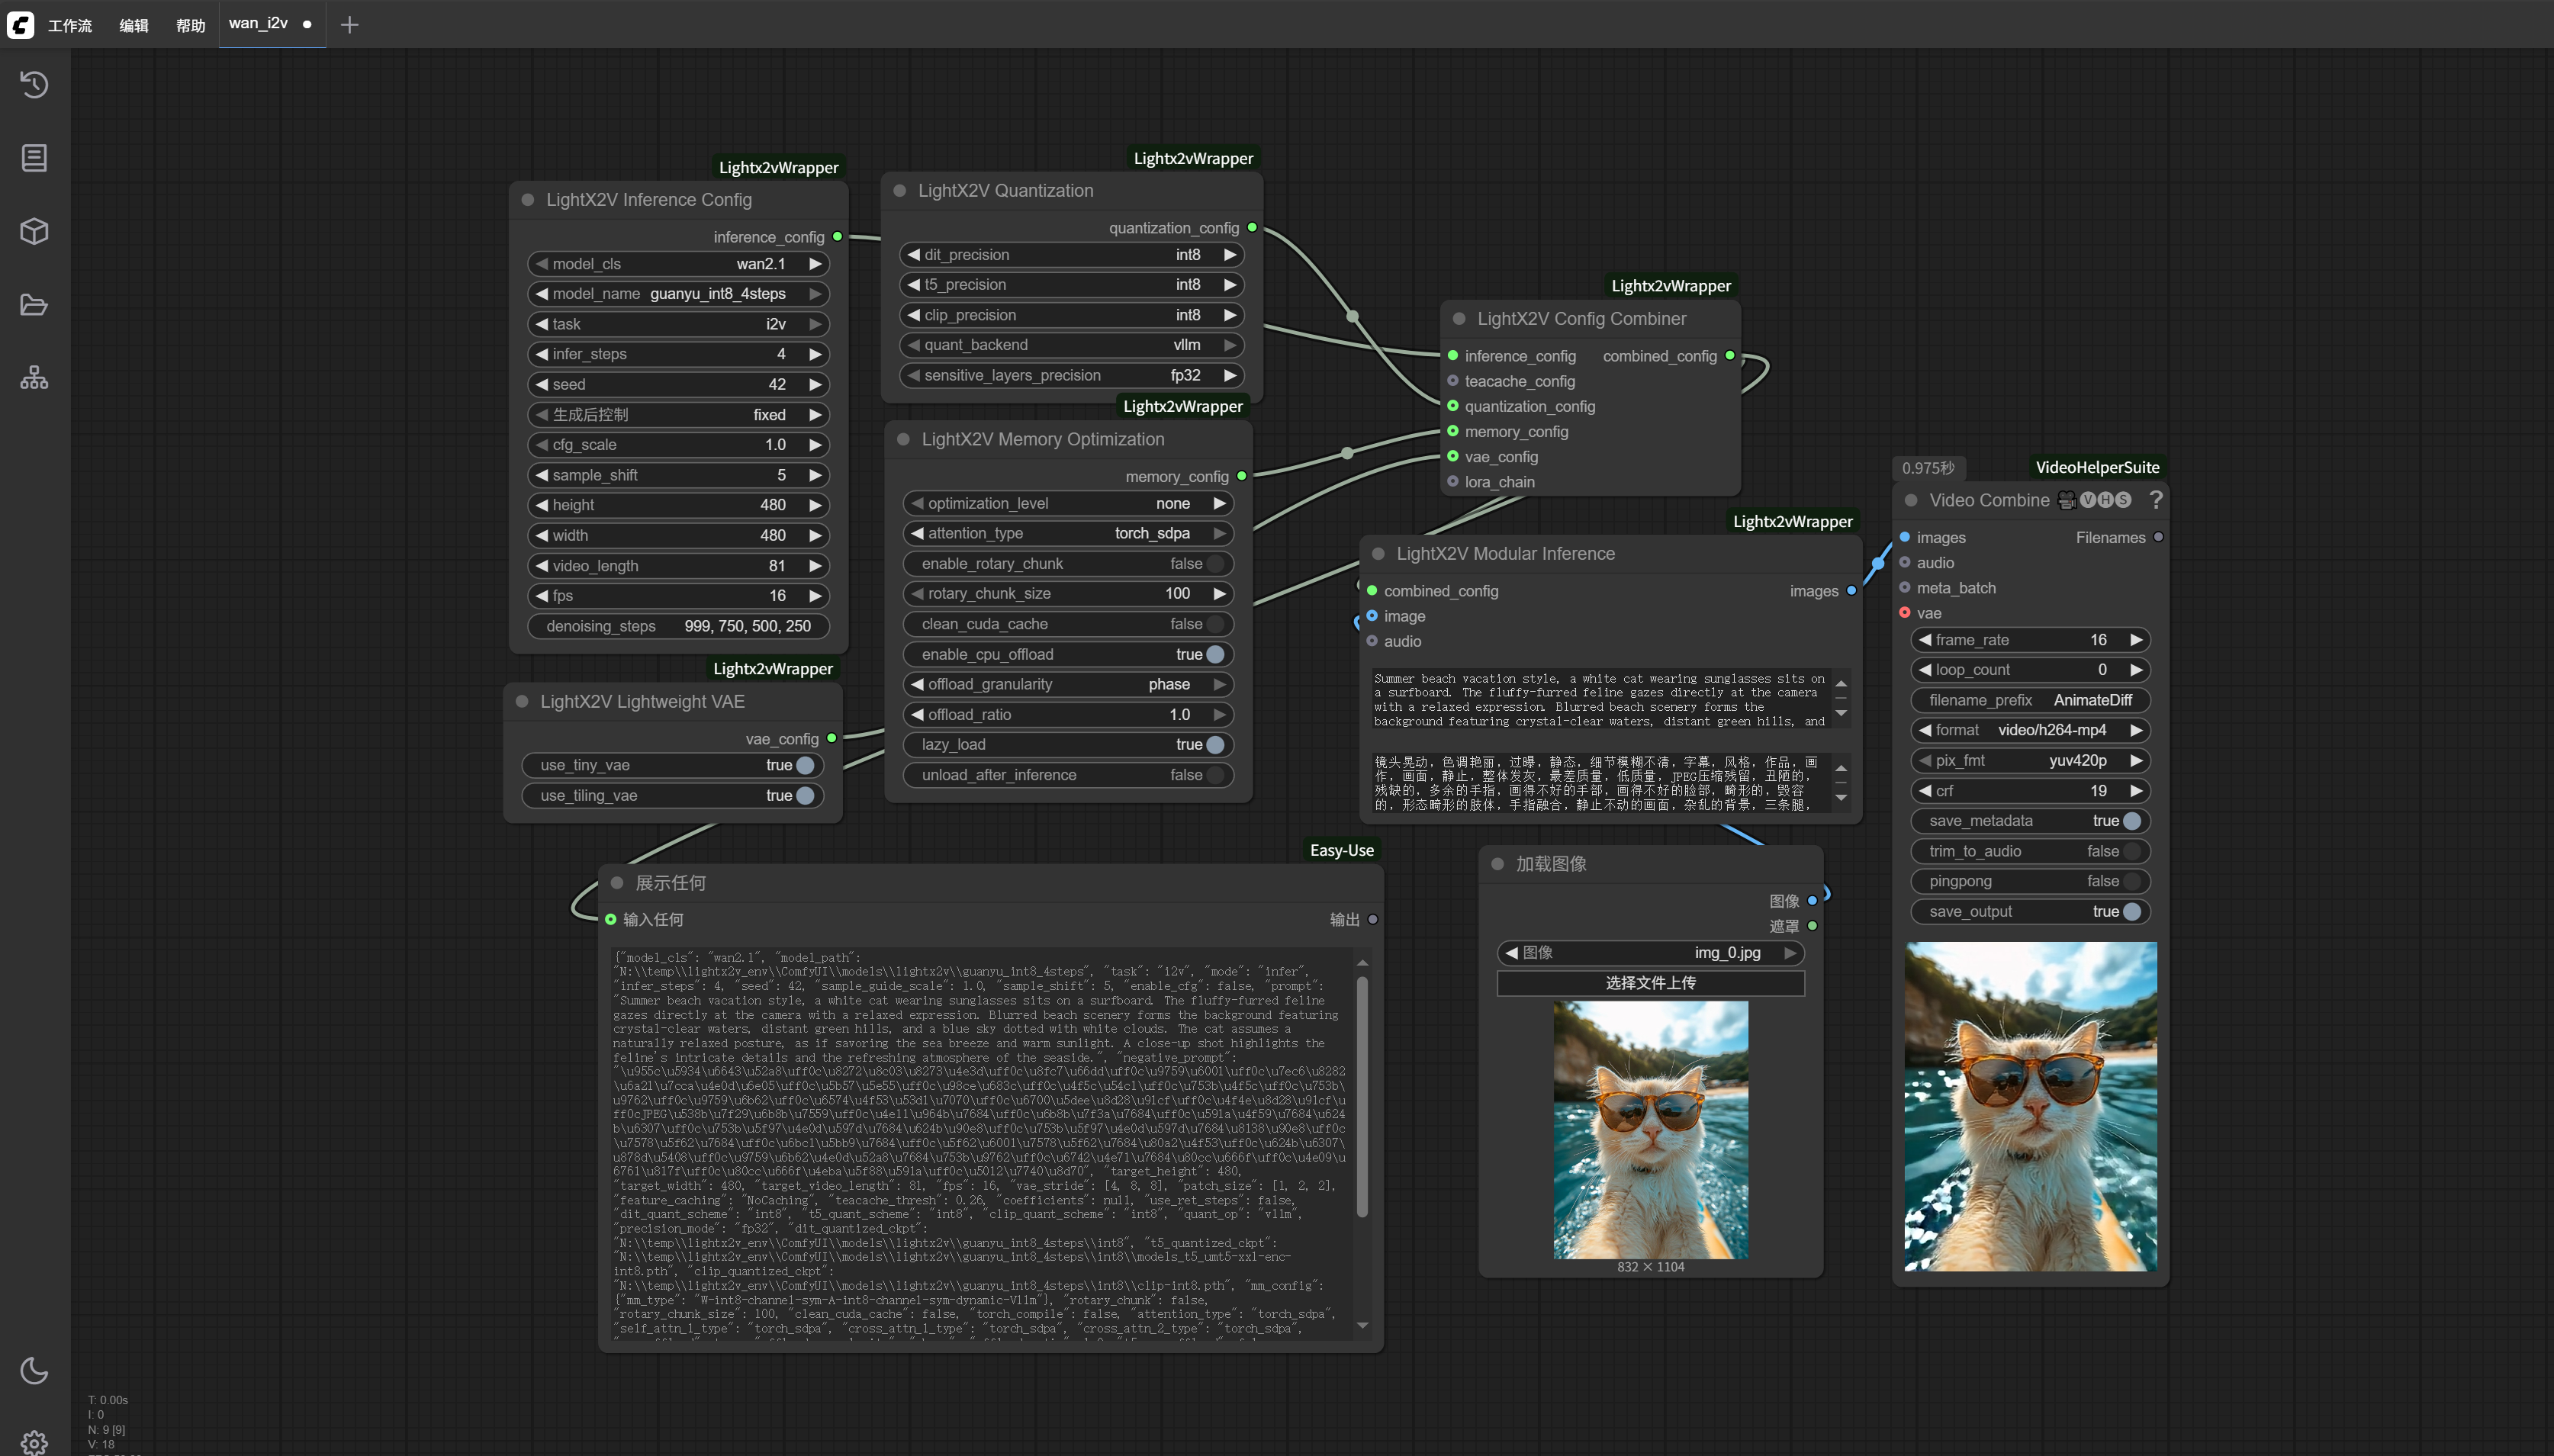 工作流 编辑 帮助 wan_i2v
Lightx2vWrapper
LightX2V Inference Config
inference_config
model_cls wan2.1
model_name guanyu_int8_4steps
task i2v
infer_steps 4
seed 42
生成后控制 fixed
cfg_scale 1.0
sample_shift 5
height 480
width 480
video_length 81
fps 16
denoising_steps 999, 750, 500, 250
Lightx2vWrapper
LightX2V Quantization
quantization_config
dit_precision int8
t5_precision int8
clip_precision int8
quant_backend vllm
sensitive_layers_precision fp32
Lightx2vWrapper
LightX2V Memory Optimization
memory_config
optimization_level none
attention_type torch_sdpa
enable_rotary_chunk false
rotary_chunk_size 100
clean_cuda_cache false
enable_cpu_offload true
offload_granularity phase
offload_ratio 1.0
lazy_load true
unload_after_inference false
Lightx2vWrapper
LightX2V Lightweight VAE
vae_config
use_tiny_vae true
use_tiling_vae true
Lightx2vWrapper
LightX2V Config Combiner
inference_config combined_config
teacache_config
quantization_config
memory_config
vae_config
lora_chain
Lightx2vWrapper
LightX2V Modular Inference
combined_config images
image
audio
Summer beach vacation style, a white cat wearing sunglasses sits on
a surfboard. The fluffy-furred feline gazes directly at the camera
with a relaxed expression. Blurred beach scenery forms the
background featuring crystal-clear waters, distant green hills, and
镜头晃动，色调艳丽，过曝，静态，细节模糊不清，字幕，风格，作品，画
作，画面，静止，整体发灰，最差质量，低质量，JPEG压缩残留，丑陋的，
残缺的，多余的手指，画得不好的手部，画得不好的脸部，畸形的，毁容
的，形态畸形的肢体，手指融合，静止不动的画面，杂乱的背景，三条腿，
0.975秒
VideoHelperSuite
Video Combine VHS ?
images Filenames
audio
meta_batch
vae
frame_rate 16
loop_count 0
filename_prefix AnimateDiff
format video/h264-mp4
pix_fmt yuv420p
crf 19
save_metadata true
trim_to_audio false
pingpong false
save_output true
Easy-Use
展示任何
输入任何 输出
{"model_cls": "wan2.1", "model_path":
"N:\\temp\\lightx2v_env\\ComfyUI\\models\\lightx2v\\guanyu_int8_4steps", "task": "i2v", "mode": "infer",
"infer_steps": 4, "seed": 42, "sample_guide_scale": 1.0, "sample_shift": 5, "enable_cfg": false, "prompt":
"Summer beach vacation style, a white cat wearing sunglasses sits on a surfboard. The fluffy-furred feline
gazes directly at the camera with a relaxed expression. Blurred beach scenery forms the background featuring
crystal-clear waters, distant green hills, and a blue sky dotted with white clouds. The cat assumes a
naturally relaxed posture, as if savoring the sea breeze and warm sunlight. A close-up shot highlights the
feline's intricate details and the refreshing atmosphere of the seaside.", "negative_prompt":
"\u955c\u5934\u6643\u52a8\uff0c\u8272\u8c03\u8273\u4e3d\uff0c\u8fc7\u66dd\uff0c\u9759\u6001\uff0c\u7ec6\u8282
\u6a21\u7cca\u4e0d\u6e05\uff0c\u5b57\u5e55\uff0c\u98ce\u683c\uff0c\u4f5c\u54c1\uff0c\u753b\u4f5c\uff0c\u753b\
u9762\uff0c\u9759\u6b62\uff0c\u6574\u4f53\u53d1\u7070\uff0c\u6700\u5dee\u8d28\u91cf\uff0c\u4f4e\u8d28\u91cf\u
ff0cJPEG\u538b\u7f29\u6b8b\u7559\uff0c\u4e11\u964b\u7684\uff0c\u6b8b\u7f3a\u7684\uff0c\u591a\u4f59\u7684\u624
b\u6307\uff0c\u753b\u5f97\u4e0d\u597d\u7684\u624b\u90e8\uff0c\u753b\u5f97\u4e0d\u597d\u7684\u8138\u90e8\uff0c
\u7578\u5f62\u7684\uff0c\u6bc1\u5bb9\u7684\uff0c\u5f62\u6001\u7578\u5f62\u7684\u80a2\u4f53\uff0c\u624b\u6307\
u878d\u5408\uff0c\u9759\u6b62\u4e0d\u52a8\u7684\u753b\u9762\uff0c\u6742\u4e71\u7684\u80cc\u666f\uff0c\u4e09\u
6761\u817f\uff0c\u80cc\u666f\u4eba\u5f88\u591a\uff0c\u5012\u7740\u8d70", "target_height": 480,
"target_width": 480, "target_video_length": 81, "fps": 16, "vae_stride": [4, 8, 8], "patch_size": [1, 2, 2],
"feature_caching": "NoCaching", "teacache_thresh": 0.26, "coefficients": null, "use_ret_steps": false,
"dit_quant_scheme": "int8", "t5_quant_scheme": "int8", "clip_quant_scheme": "int8", "quant_op": "vllm",
"precision_mode": "fp32", "dit_quantized_ckpt":
"N:\\temp\\lightx2v_env\\ComfyUI\\models\\lightx2v\\guanyu_int8_4steps\\int8", "t5_quantized_ckpt":
"N:\\temp\\lightx2v_env\\ComfyUI\\models\\lightx2v\\guanyu_int8_4steps\\int8\\models_t5_umt5-xxl-enc-
int8.pth", "clip_quantized_ckpt":
"N:\\temp\\lightx2v_env\\ComfyUI\\models\\lightx2v\\guanyu_int8_4steps\\int8\\clip-int8.pth", "mm_config":
{"mm_type": "W-int8-channel-sym-A-int8-channel-sym-dynamic-Vllm"}, "rotary_chunk": false,
"rotary_chunk_size": 100, "clean_cuda_cache": false, "torch_compile": false, "attention_type": "torch_sdpa",
"self_attn_1_type": "torch_sdpa", "cross_attn_1_type": "torch_sdpa", "cross_attn_2_type": "torch_sdpa",
加载图像
图像
遮罩
图像 img_0.jpg
选择文件上传
832 × 1104
T: 0.00s
I: 0
N: 9 [9]
V: 18